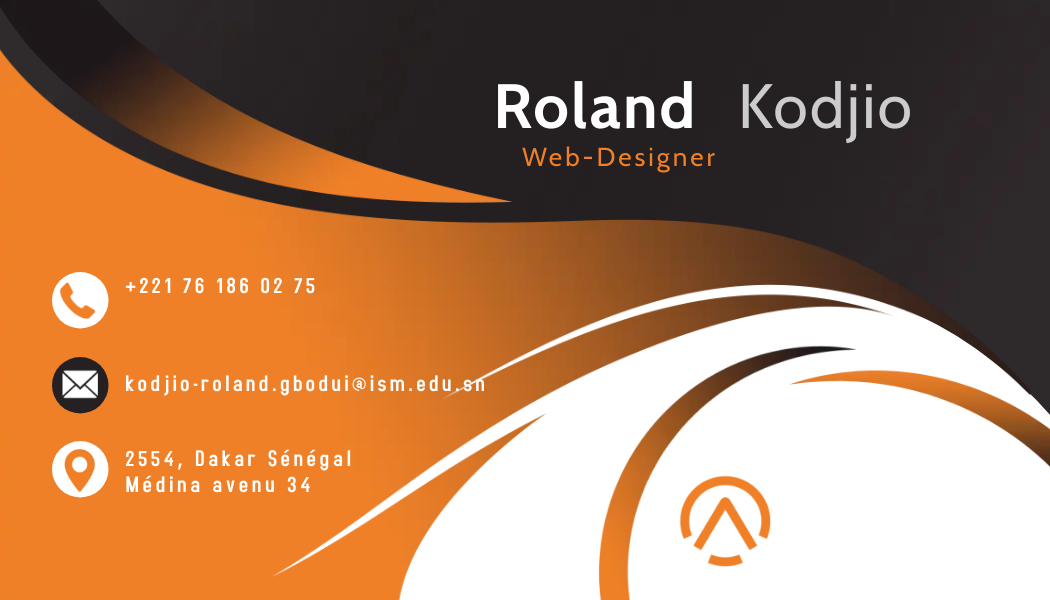 Roland Kodjio
Web-Designer
+221 76 186 02 75
kodjio-roland.gbodui@ism.edu.sn
2554, Dakar Sénégal
Médina avenu 34